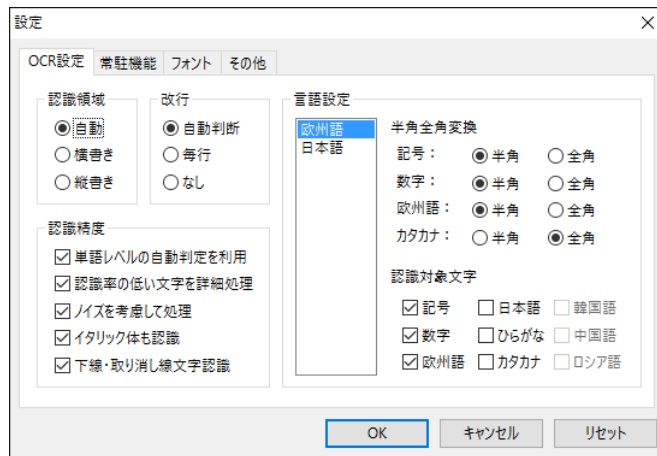 設定
OCR設定 常駐機能 フォント その他
認識領域
自動
横書き
縦書き
改行
自動判断
毎行
なし
認識精度
単語レベルの自動判定を利用
認識率の低い文字を詳細処理
ノイズを考慮して処理
イタリック体も認識
下線・取り消し線文字認識
言語設定
欧州語
日本語
半角全角変換
記号： 半角 全角
数字： 半角 全角
欧州語： 半角 全角
カタカナ： 半角 全角
認識対象文字
記号 日本語 韓国語
数字 ひらがな 中国語
欧州語 カタカナ ロシア語
OK キャンセル リセット